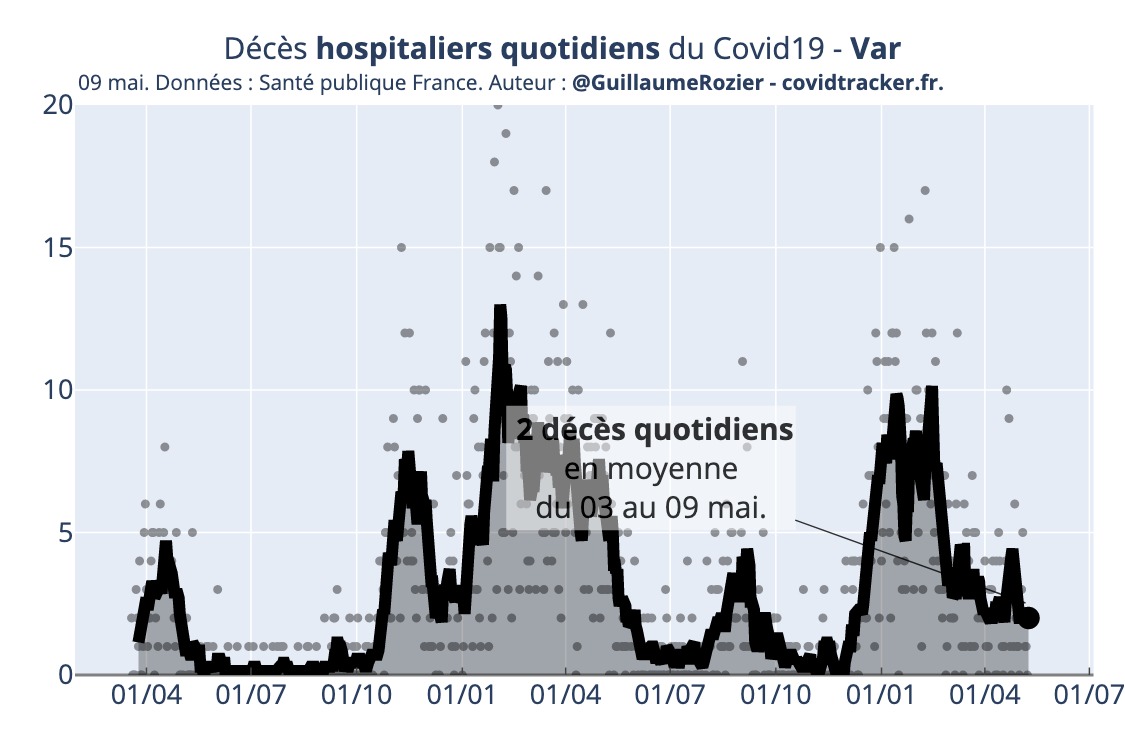 Décès hospitaliers quotidiens du Covid19 - Var
09 mai. Données : Santé publique France. Auteur : @GuillaumeRozier - covidtracker.fr.
20
15
10
5
0
2 décès quotidiens
en moyenne
du 03 au 09 mai.
01/04 01/07 01/10 01/01 01/04 01/07 01/10 01/01 01/04 01/07